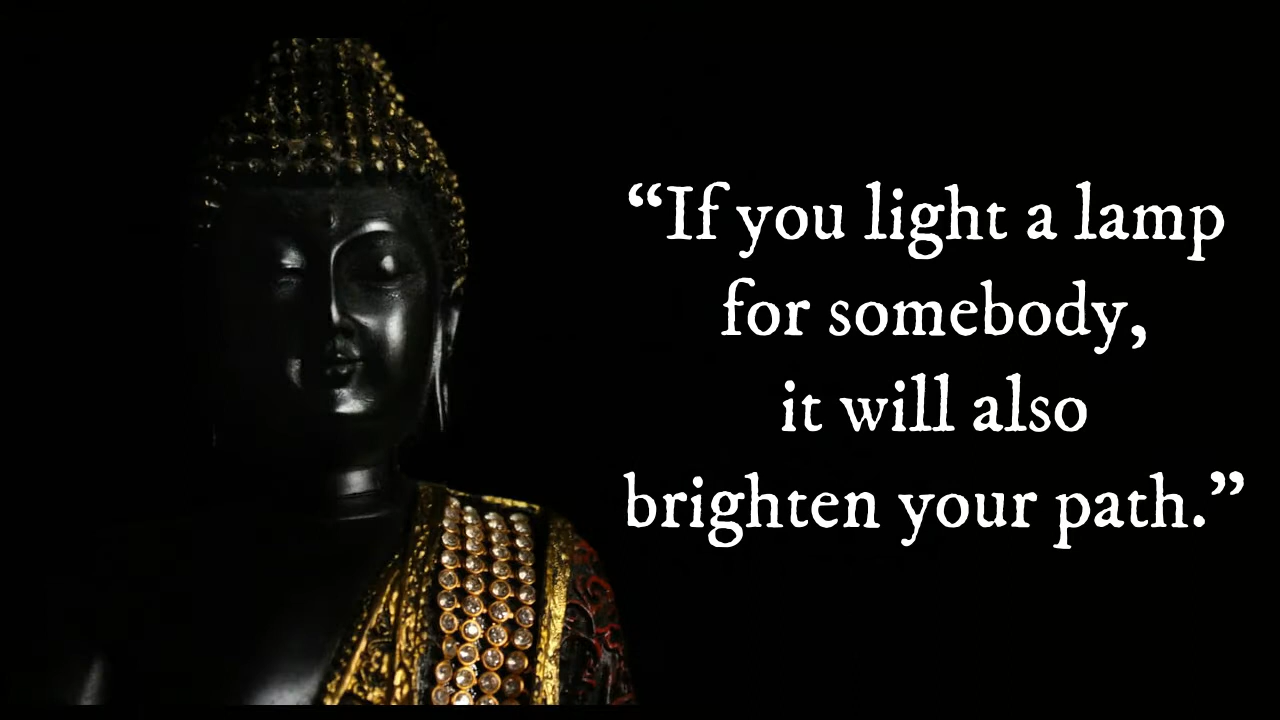 “If you light a lamp
for somebody,
it will also
brighten your path.”